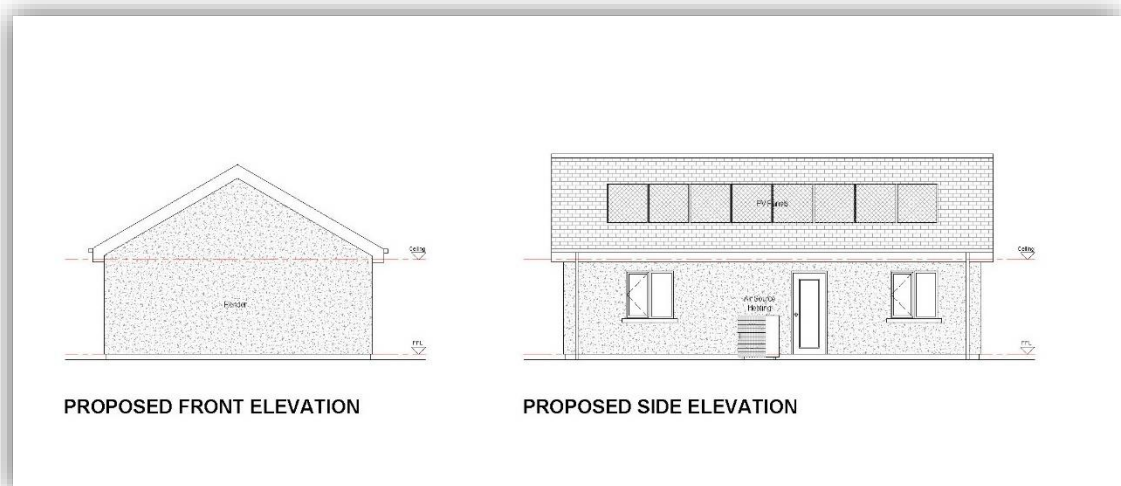 Ceiling
Render
FFL
PROPOSED FRONT ELEVATION
PV Panels
Ceiling
Air Source
Heating
FFL
PROPOSED SIDE ELEVATION